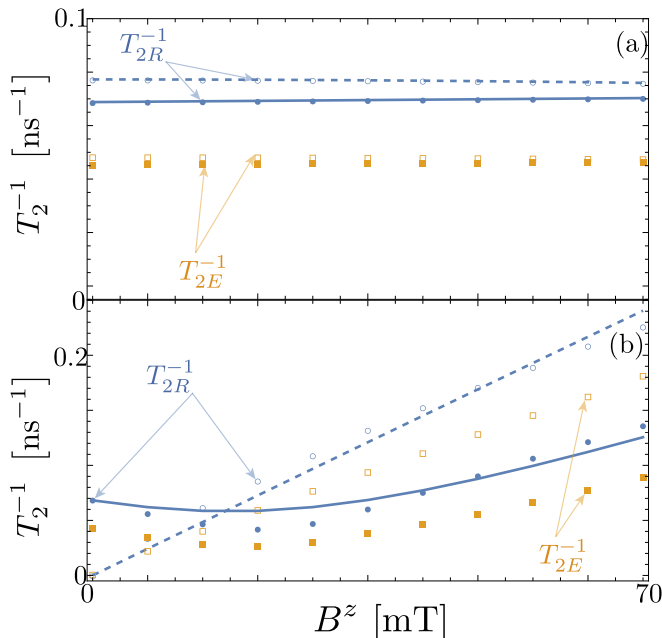 0.1
(a)
T_{2R}^{-1}
T_2^{-1} [ns^{-1}]
T_{2E}^{-1}
0
0.2
(b)
T_{2R}^{-1}
T_2^{-1} [ns^{-1}]
T_{2E}^{-1}
0
0
70
B^z [mT]